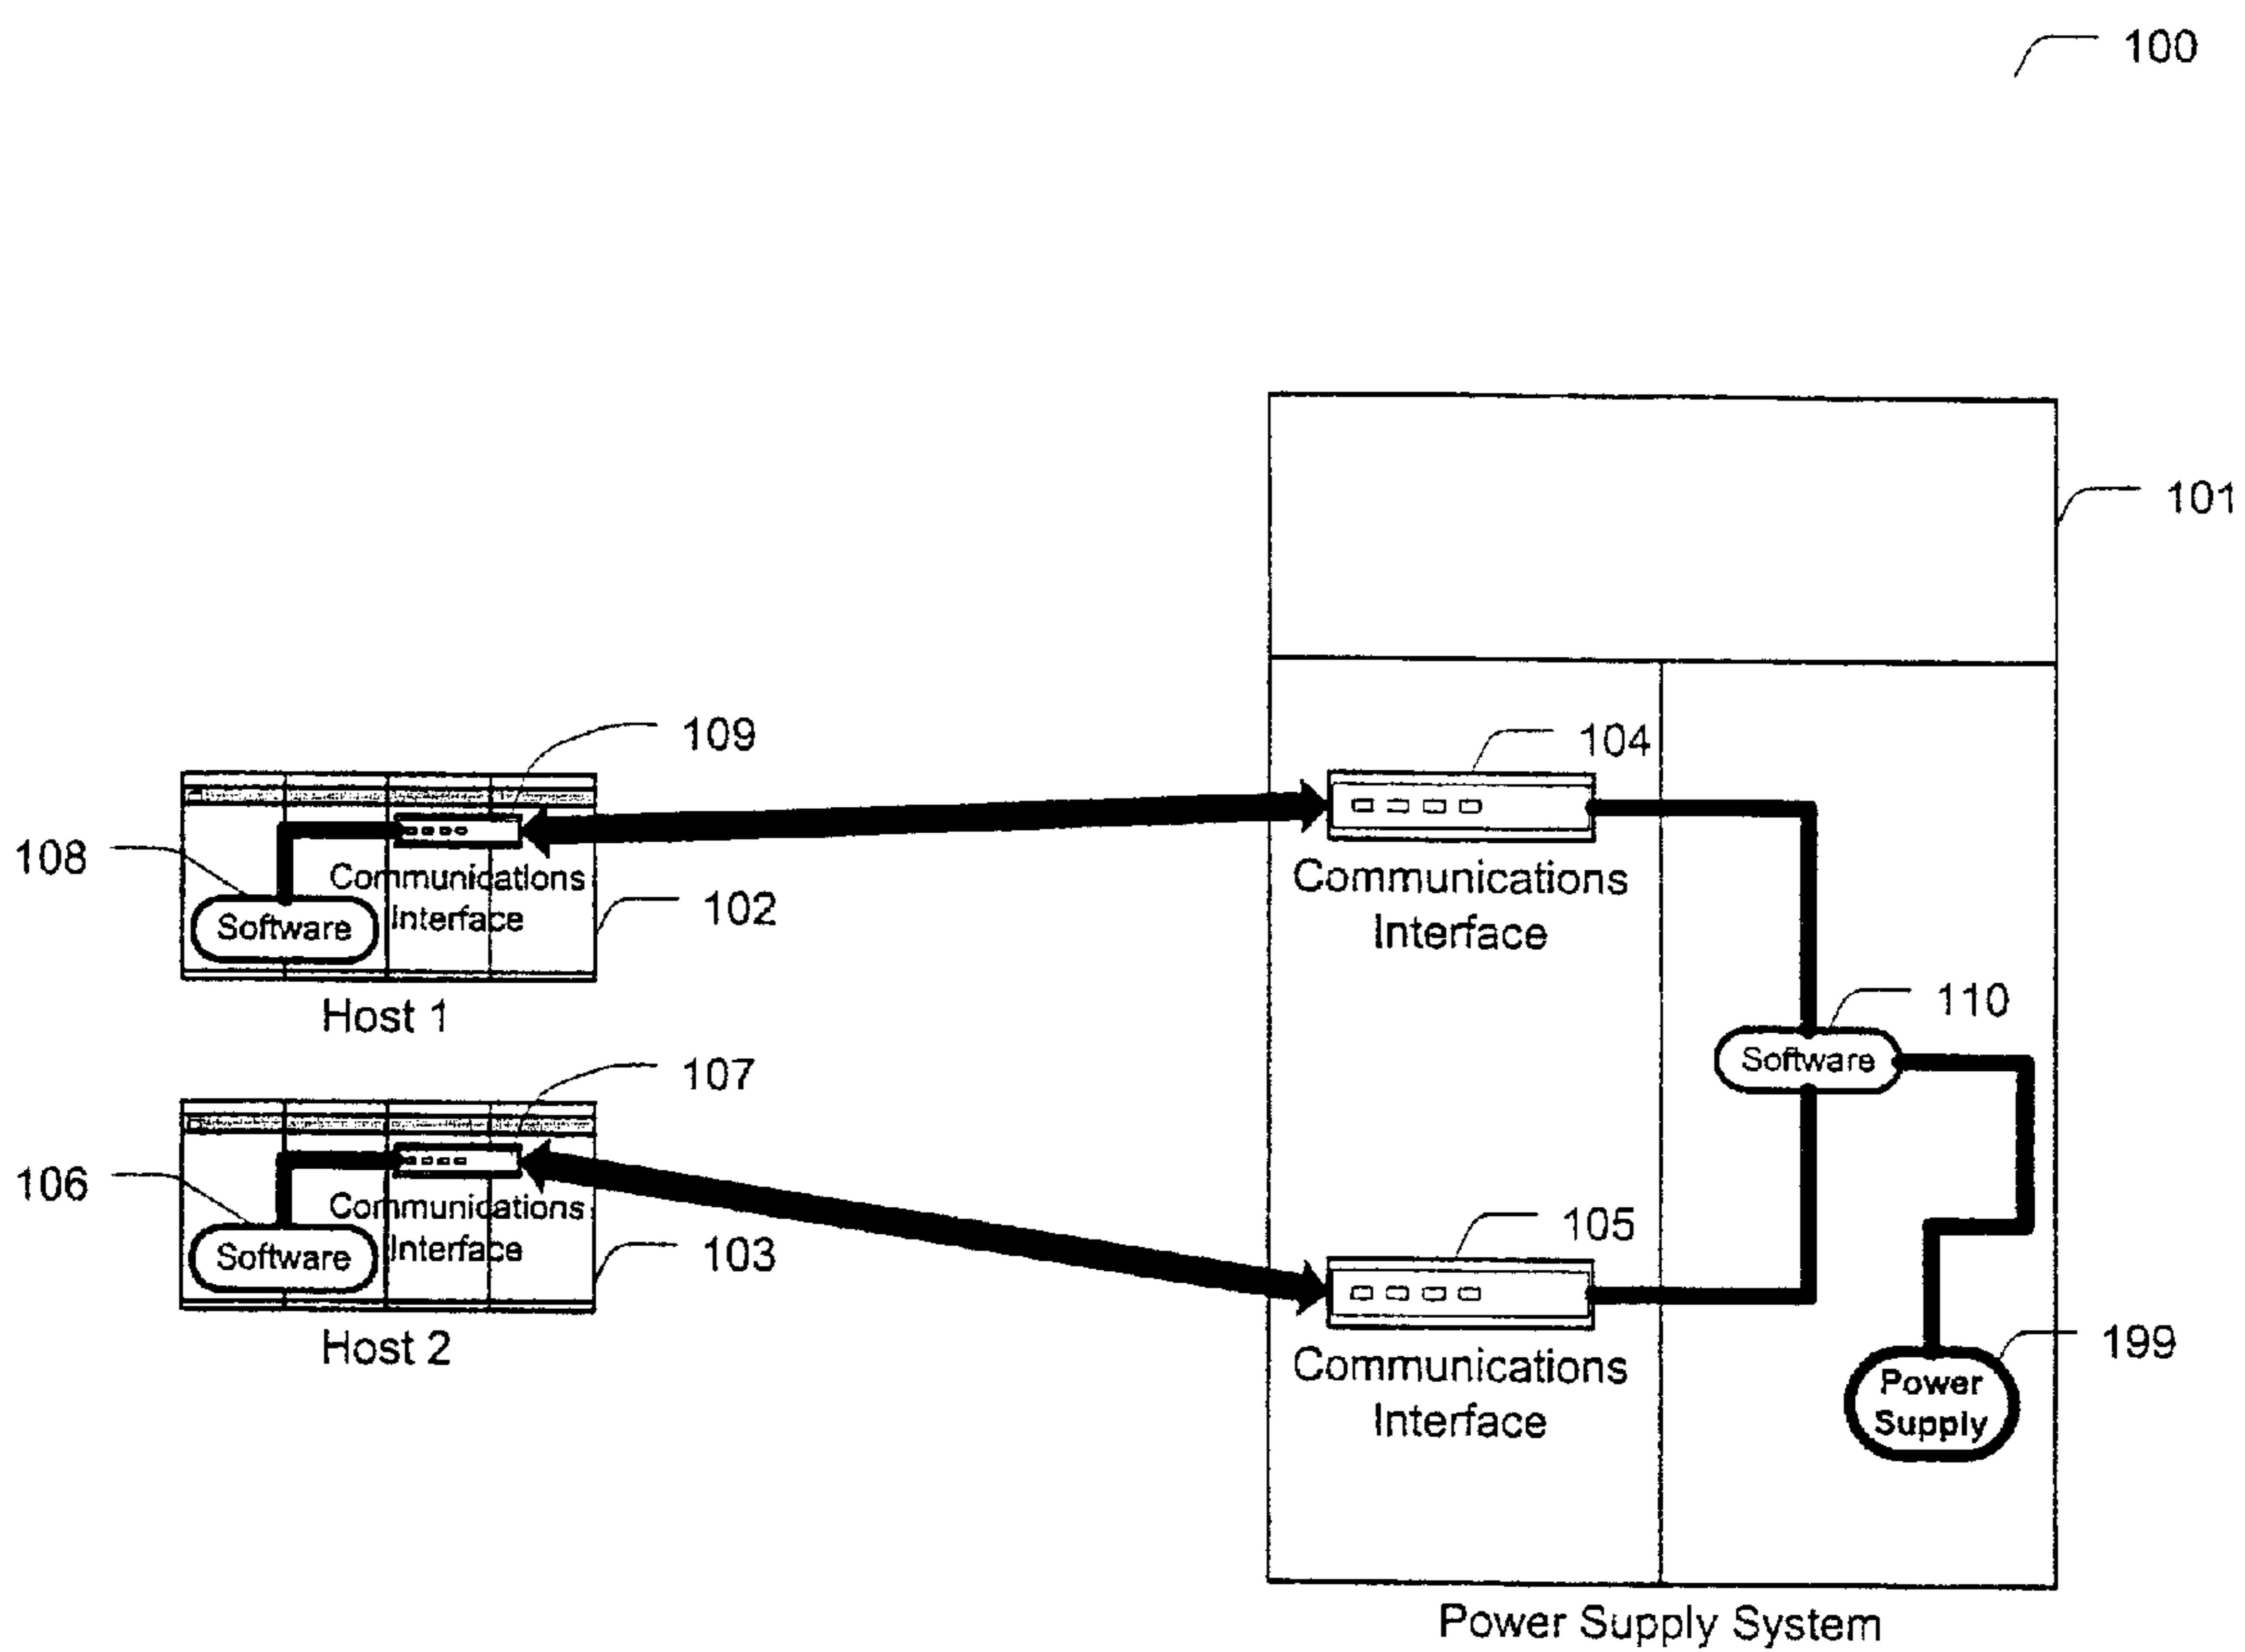 100
101
109
104
108
Communications
Interface
Software
102
Host 1
Communications
Interface
110
Software
107
106
Communications
Interface
Software
103
Host 2
105
Communications
Interface
199
Power
Supply
Power Supply System